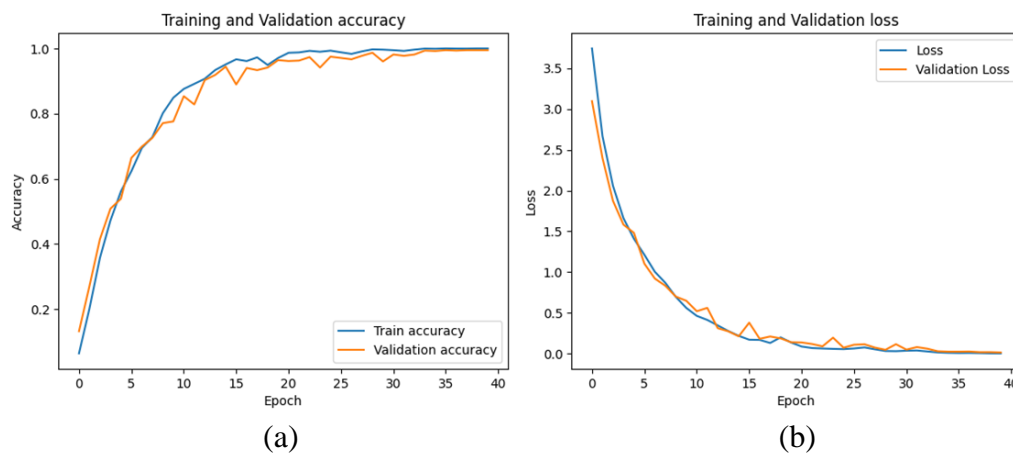 Training and Validation accuracy
1.0
0.8
0.6
0.4
0.2
Accuracy
Train accuracy
Validation accuracy
0 5 10 15 20 25 30 35 40
Epoch
(a)
Training and Validation loss
Loss
Validation Loss
3.5
3.0
2.5
2.0
1.5
1.0
0.5
0.0
Loss
0 5 10 15 20 25 30 35 40
Epoch
(b)